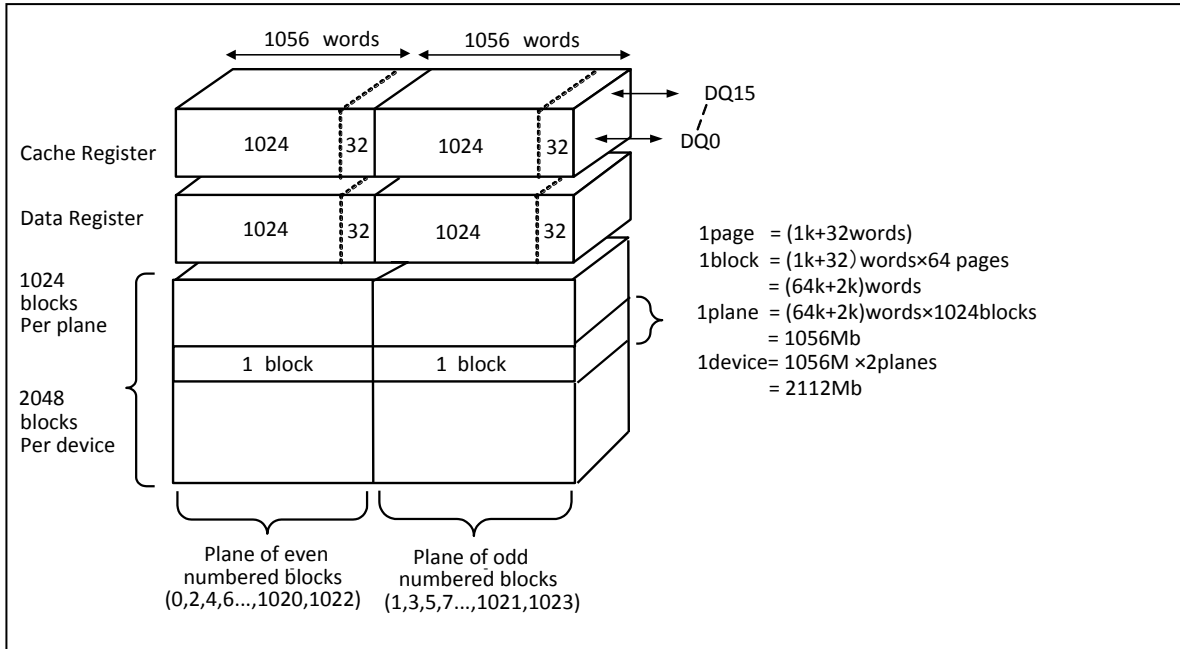 1056 words
1056 words
DQ15
DQ0
Cache Register
1024
32
1024
32
Data Register
1024
32
1024
32
1024
blocks
Per plane
2048
blocks
Per device
1 block
1 block
1page = (1k+32words)
1block = (1k+32) words×64 pages
= (64k+2k)words
1plane = (64k+2k)words×1024blocks
= 1056Mb
1device= 1056M ×2planes
= 2112Mb
Plane of even
numbered blocks
(0,2,4,6...,1020,1022)
Plane of odd
numbered blocks
(1,3,5,7...,1021,1023)